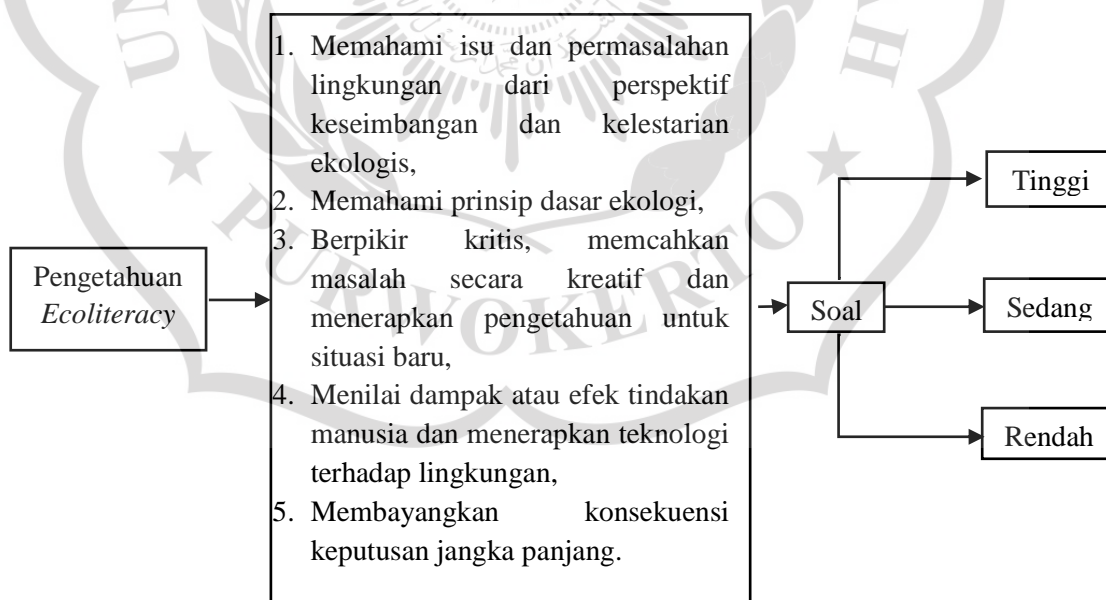 1. Memahami isu dan permasalahan
lingkungan dari perspektif
keseimbangan dan kelestarian
ekologis,
2. Memahami prinsip dasar ekologi,
3. Berpikir kritis, memcahkan
masalah secara kreatif dan
menerapkan pengetahuan untuk
situasi baru,
4. Menilai dampak atau efek tindakan
manusia dan menerapkan teknologi
terhadap lingkungan,
5. Membayangkan konsekuensi
keputusan jangka panjang.
Pengetahuan
Ecoliteracy
Soal
Tinggi
Sedang
Rendah
PURWOKERTO